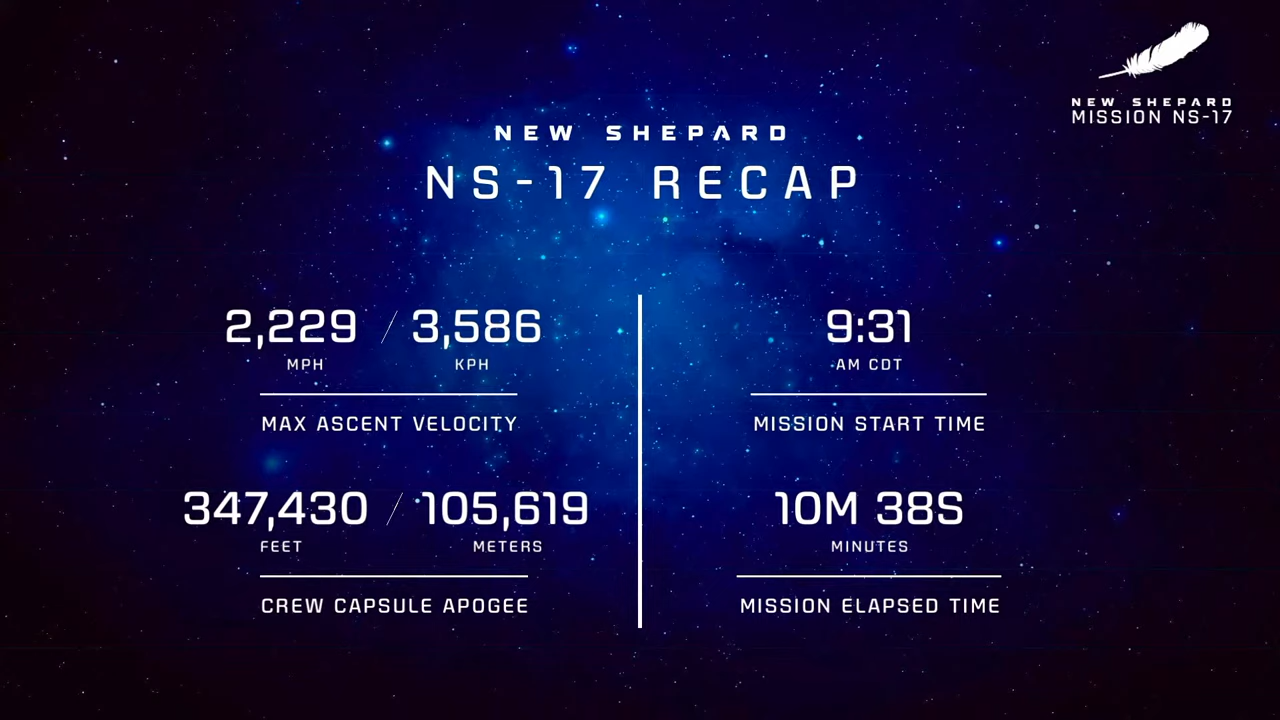 NEW SHEPARD
MISSION NS-17
NEW SHEPARD
NS-17 RECAP
2,229 / 3,586
MPH KPH
MAX ASCENT VELOCITY
347,430 / 105,619
FEET METERS
CREW CAPSULE APOGEE
9:31
AM CDT
MISSION START TIME
10M 38S
MINUTES
MISSION ELAPSED TIME